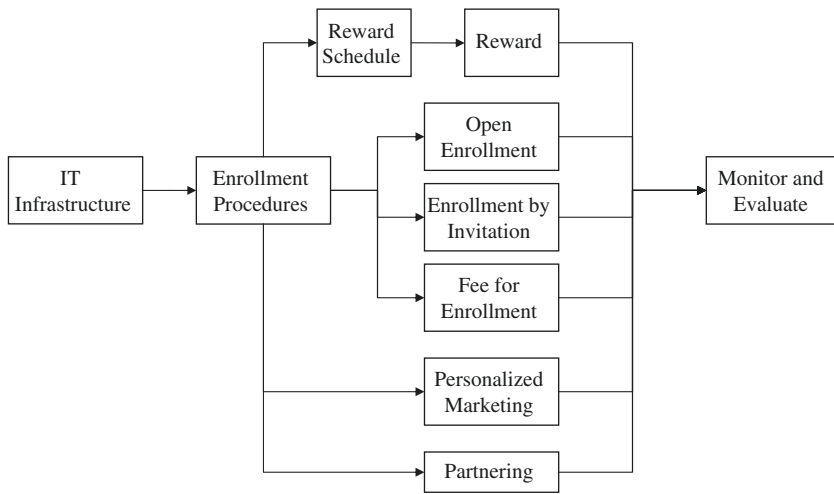 Reward
Schedule
Reward
Open
Enrollment
IT
Infrastructure
Enrollment
Procedures
Enrollment by
Invitation
Monitor and
Evaluate
Fee for
Enrollment
Personalized
Marketing
Partnering